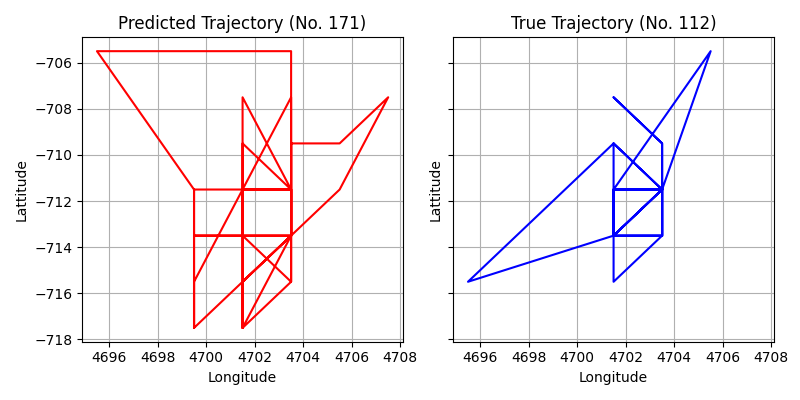 Predicted Trajectory (No. 171)
True Trajectory (No. 112)
Lattitude
−706
−708
−710
−712
−714
−716
−718
4696 4698 4700 4702 4704 4706 4708
Longitude
Lattitude
4696 4698 4700 4702 4704 4706 4708
Longitude